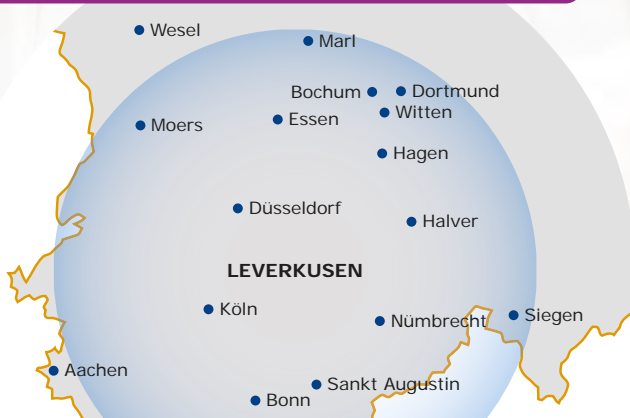 Wesel
Marl
Bochum
Dortmund
Witten
Essen
Moers
Hagen
Düsseldorf
Halver
LEVERKUSEN
Köln
Nümbrecht
Siegen
Aachen
Sankt Augustin
Bonn